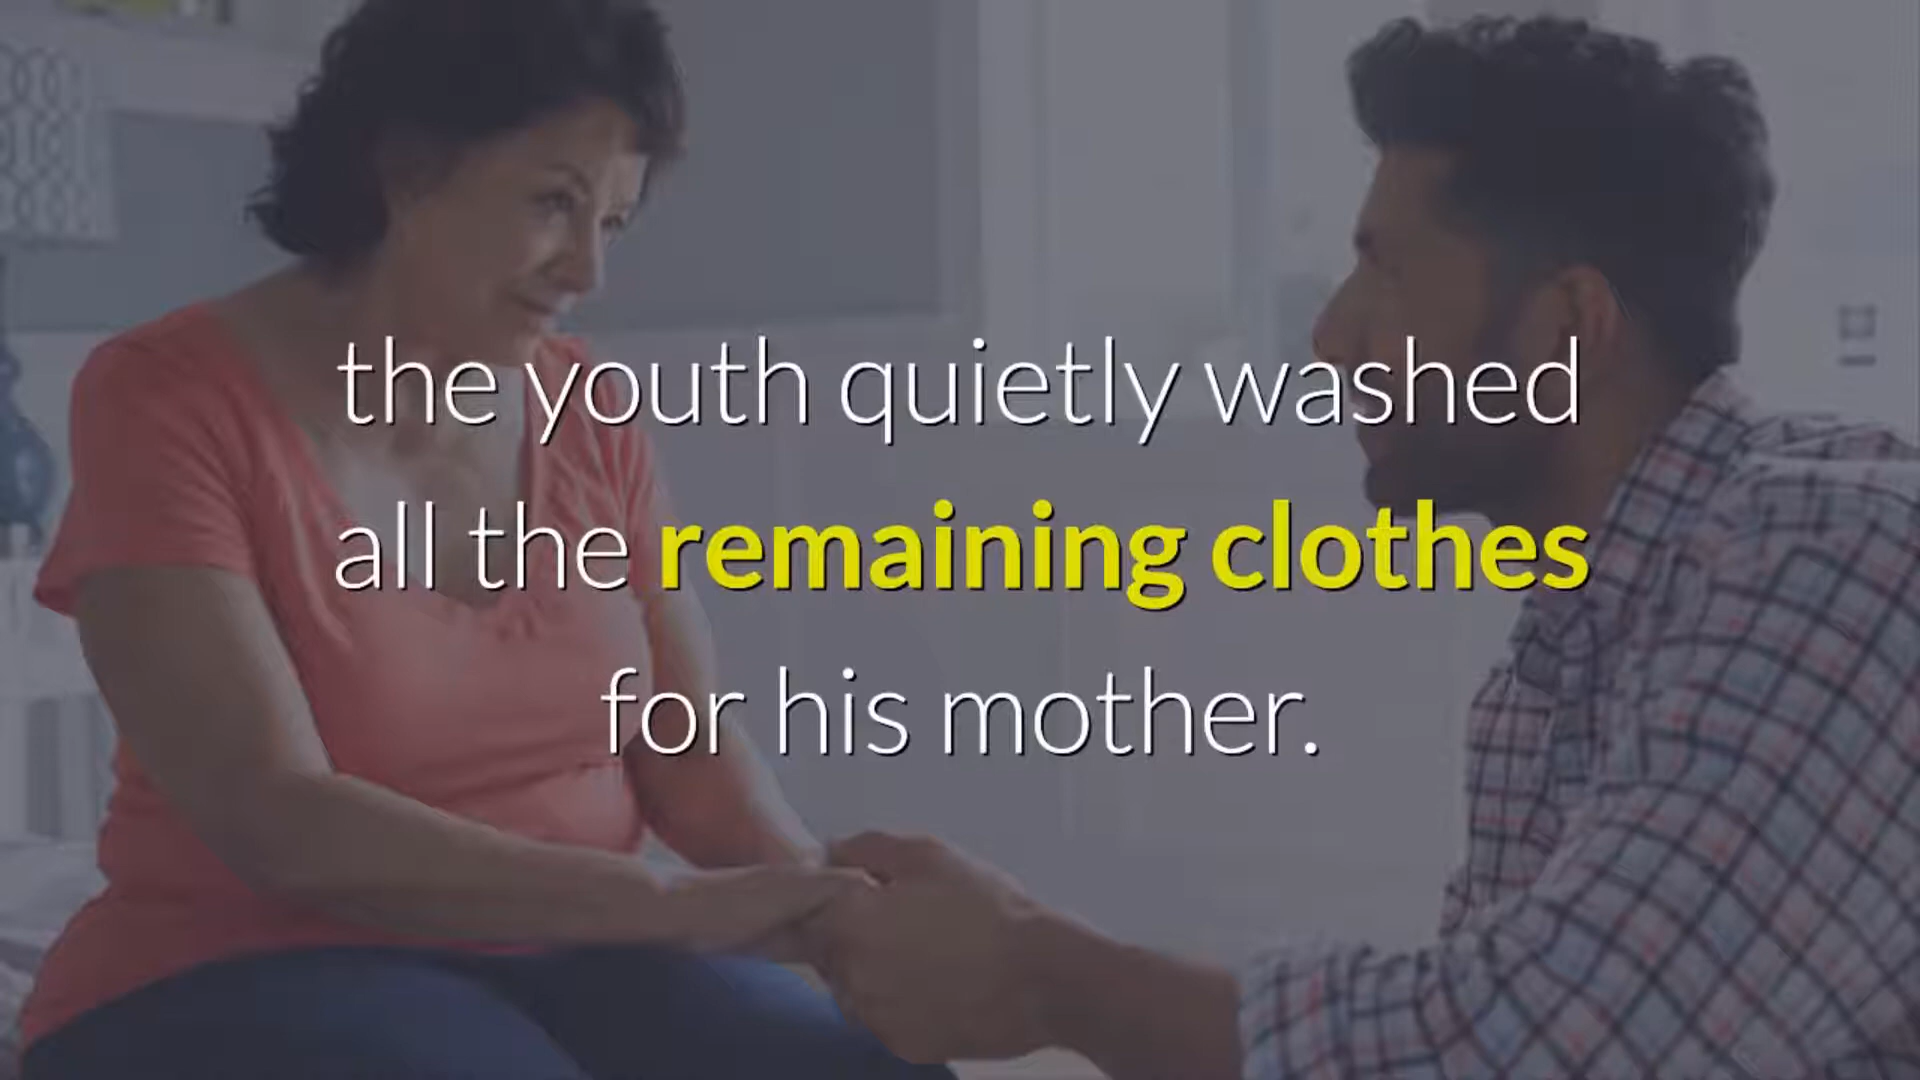 the youth quietly washed
all the remaining clothes
for his mother.